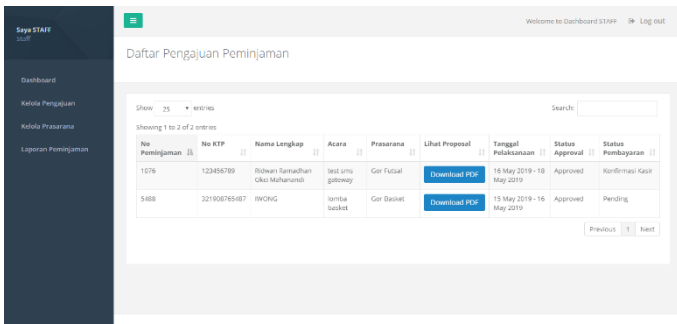 Saya STAFF
Staff
Welcome to Dashboard STAFF Log out
Daftar Pengajuan Peminjaman
Dashboard
Kelola Pengajuan
Kelola Prasarana
Laporan Peminjaman
Show 25 entries Search:
Showing 1 to 2 of 2 entries
No Peminjaman No KTP Nama Lengkap Acara Prasarana Lihat Proposal Tanggal Pelaksanaan Status Approval Status Pembayaran
1076 123456789 Ridwan Ramadhan Okci Mahanandi test sms gateway Gor Futsal Download PDF 16 May 2019 - 18 May 2019 Approved Konfirmasi Kasir
5468 321908765487 IWONG lomba basket Gor Basket Download PDF 15 May 2019 - 16 May 2019 Approved Pending
Previous 1 Next